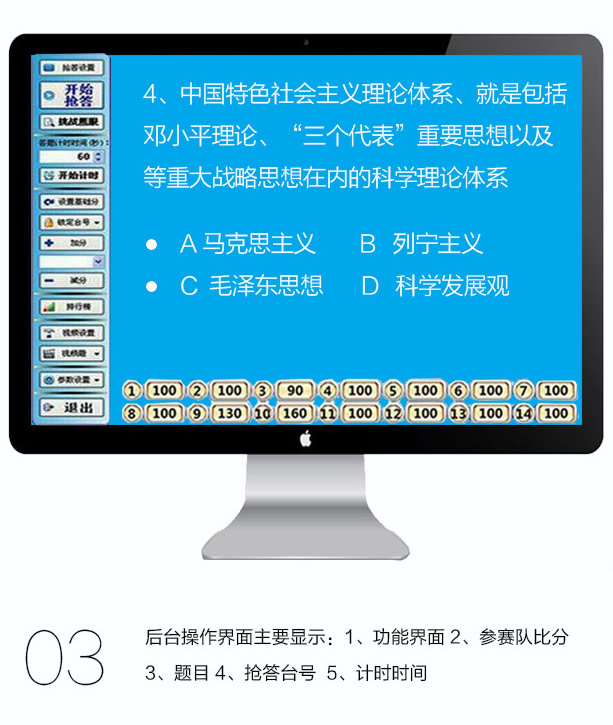 抢答设置
开始
抢答
挑战慧眼
答题计时时间(秒):
60
开始计时
设置基础分
锁定台号
加分
减分
排行榜
视频设置
视频题
参数设置
退出
4、中国特色社会主义理论体系、就是包括
邓小平理论、“三个代表”重要思想以及
等重大战略思想在内的科学理论体系
• A 马克思主义 B 列宁主义
• C 毛泽东思想 D 科学发展观
1 100 2 100 3 90 4 100 5 100 6 100 7 100
8 100 9 130 10 160 11 100 12 100 13 100 14 100
03
后台操作界面主要显示：1、功能界面 2、参赛队比分
3、题目 4、抢答台号 5、计时时间